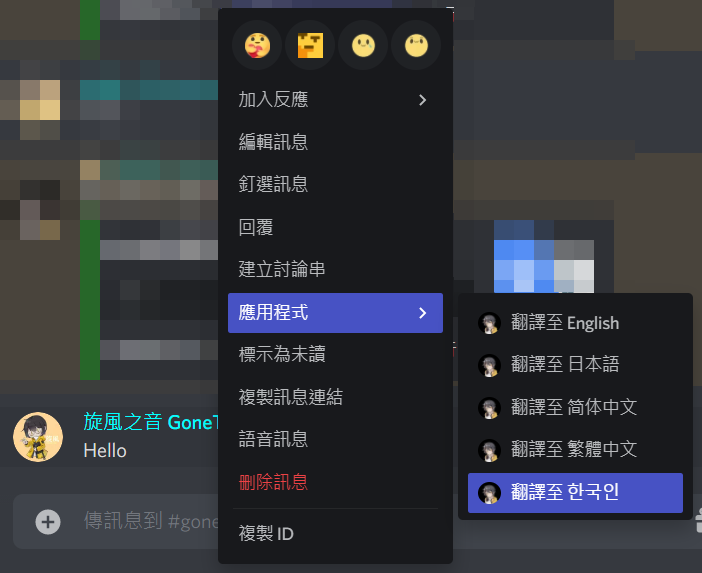 加入反應
編輯訊息
釘選訊息
回覆
建立討論串
應用程式
標示為未讀
複製訊息連結
語音訊息
刪除訊息
複製 ID
翻譯至 English
翻譯至 日本語
翻譯至 简体中文
翻譯至 繁體中文
翻譯至 한국인
旋風之音 GoneT
Hello
傳訊息到 #gone